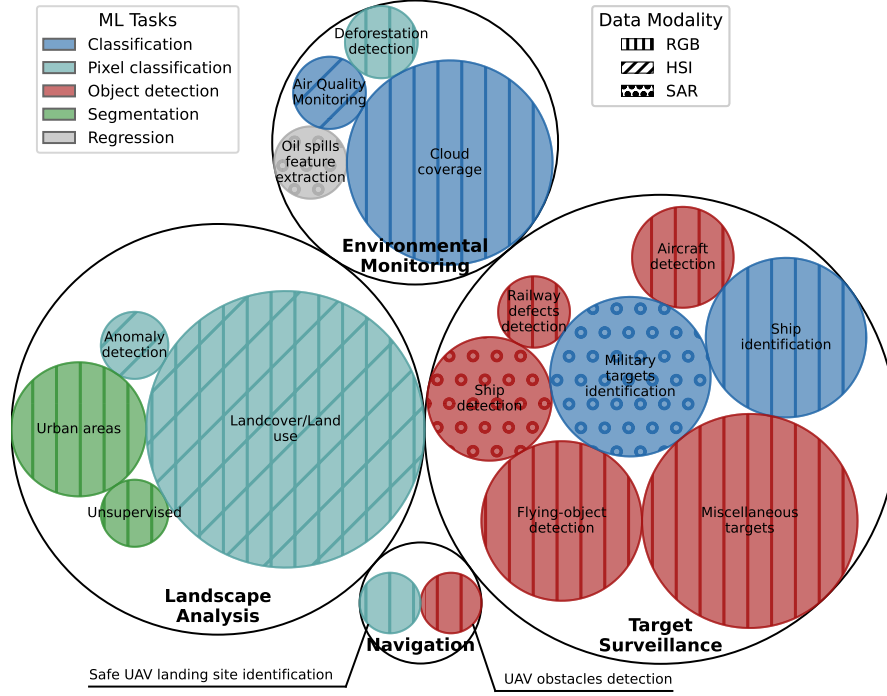 ML Tasks
Classification
Pixel classification
Object detection
Segmentation
Regression
Data Modality
RGB
HSI
SAR
Deforestation
detection
Air Quality
Monitoring
Oil spills
feature
extraction
Cloud
coverage
Environmental
Monitoring
Anomaly
detection
Urban areas
Unsupervised
Landcover/Land
use
Landscape
Analysis
Aircraft
detection
Railway
defects
detection
Ship
identification
Military
targets
identification
Ship
detection
Flying-object
detection
Miscellaneous
targets
Target
Surveillance
Navigation
Safe UAV landing site identification
UAV obstacles detection